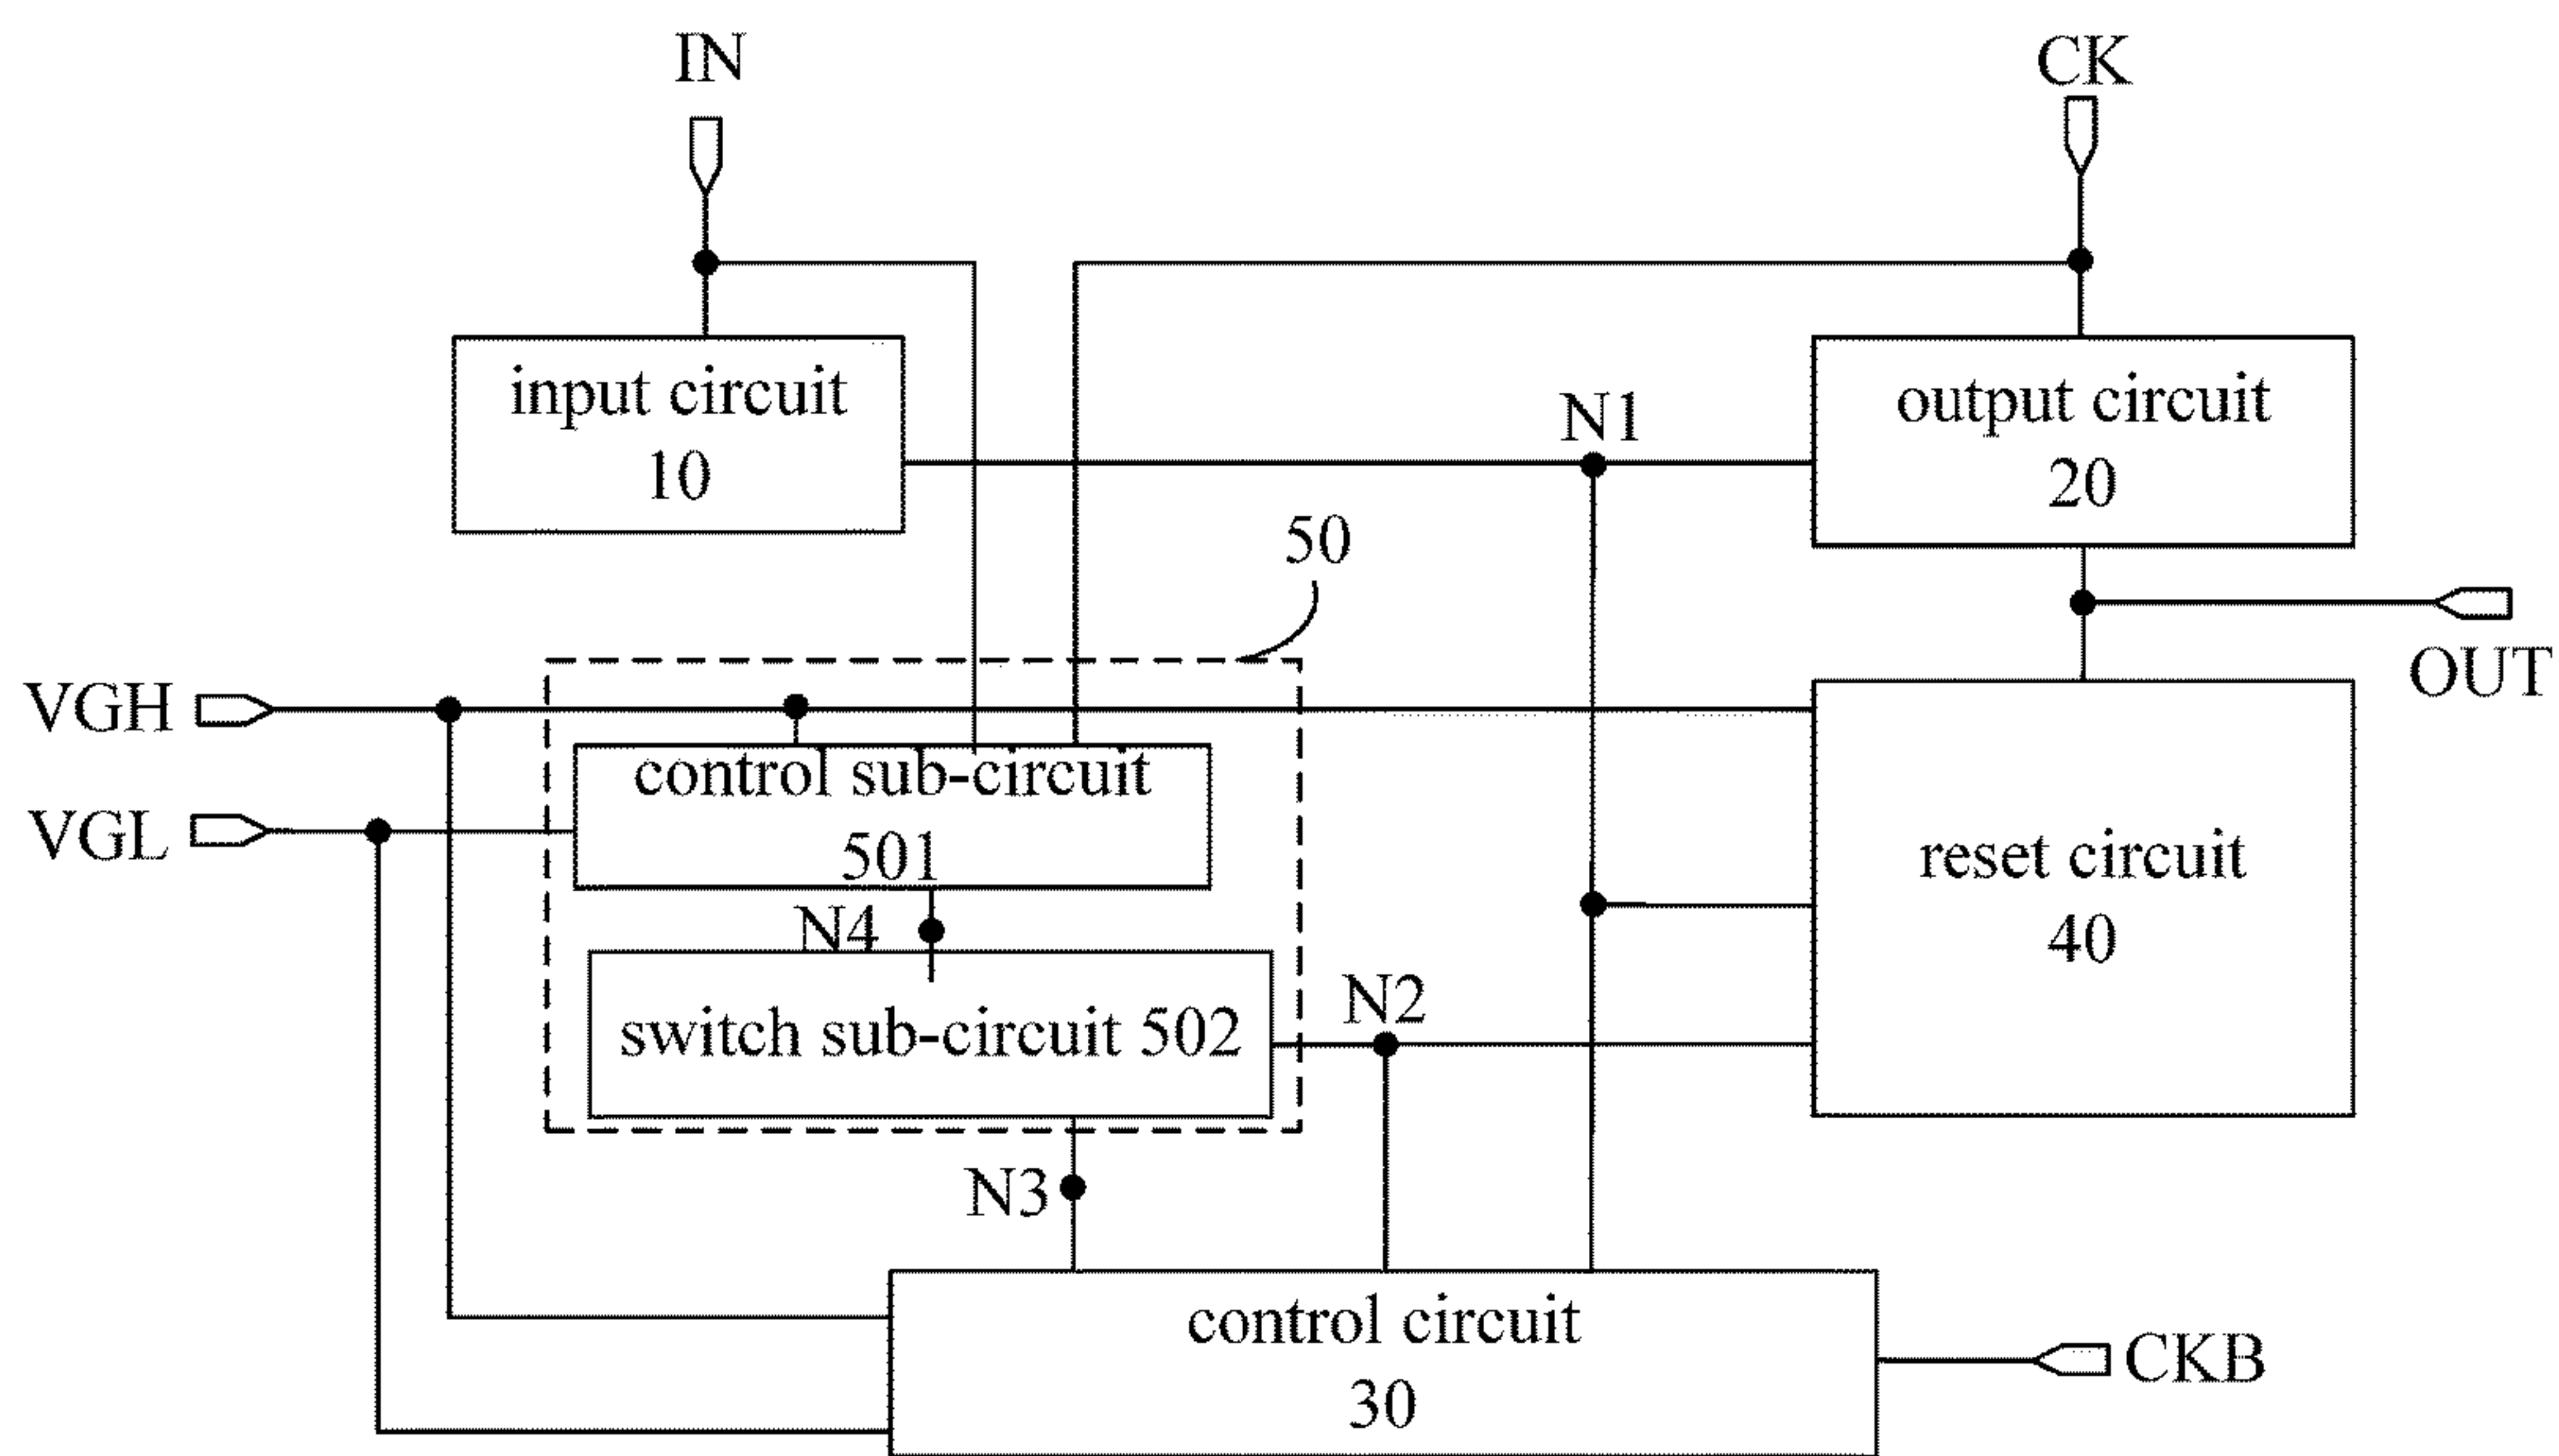 IN
CK
input circuit
10
N1
output circuit
20
50
OUT
VGH
control sub-circuit
501
VGL
reset circuit
40
N4
switch sub-circuit 502
N2
N3
control circuit
30
CKB